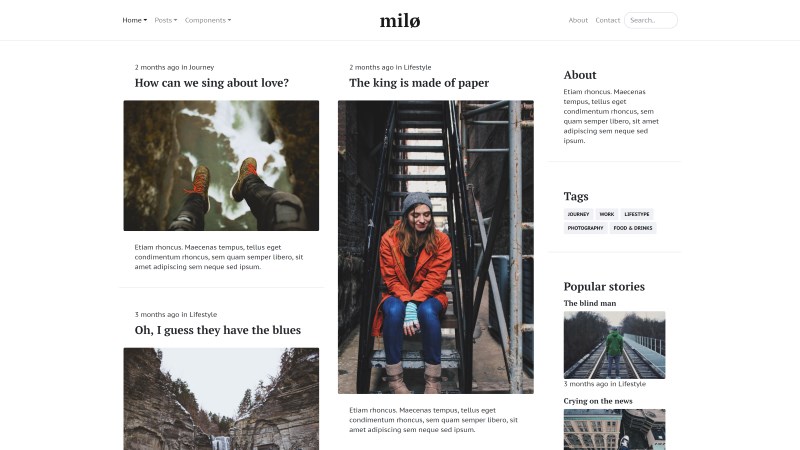 Home Posts Components
milø
About Contact Search..
2 months ago in Journey
How can we sing about love?
Etiam rhoncus. Maecenas tempus, tellus eget
condimentum rhoncus, sem quam semper libero, sit
amet adipiscing sem neque sed ipsum.
3 months ago in Lifestyle
Oh, I guess they have the blues
2 months ago in Lifestyle
The king is made of paper
Etiam rhoncus. Maecenas tempus, tellus eget
condimentum rhoncus, sem quam semper libero, sit
amet adipiscing sem neque sed ipsum.
About
Etiam rhoncus. Maecenas
tempus, tellus eget
condimentum rhoncus, sem
quam semper libero, sit amet
adipiscing sem neque sed
ipsum.
Tags
JOURNEY WORK LIFESTYPE
PHOTOGRAPHY FOOD & DRINKS
Popular stories
The blind man
3 months ago in Lifestyle
Crying on the news